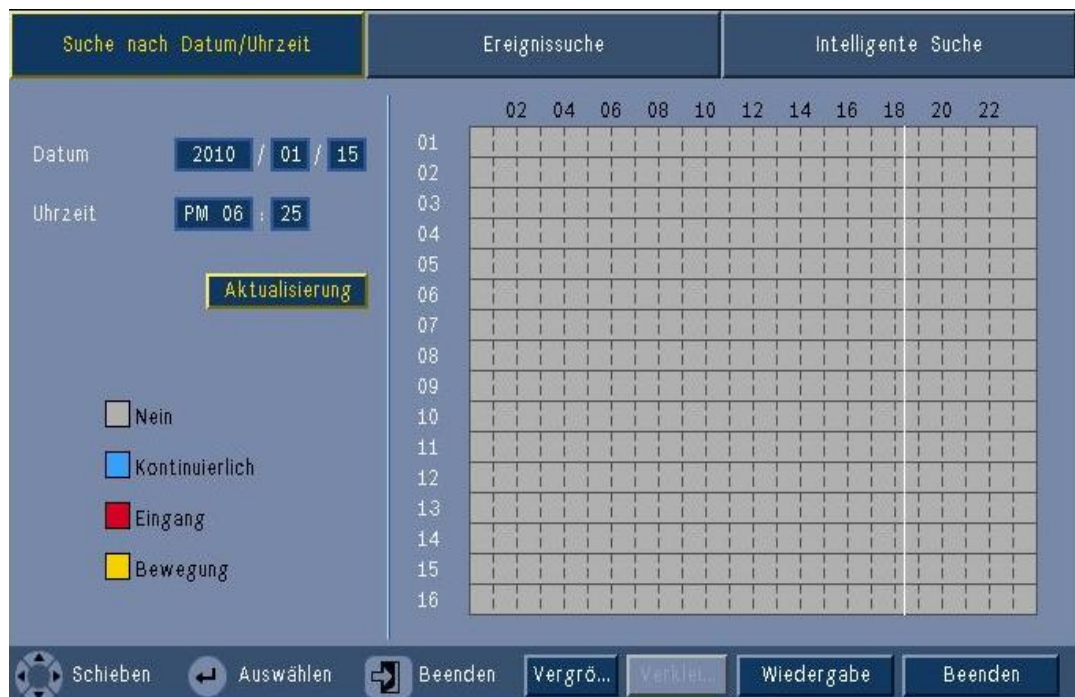 Suche nach Datum/Uhrzeit Ereignissuche Intelligente Suche
02 04 06 08 10 12 14 16 18 20 22
Datum 2010 / 01 / 15
Uhrzeit PM 06 : 25
Aktualisierung
01
02
03
04
05
06
07
08
09
10
11
12
13
14
15
16
Nein
Kontinuierlich
Eingang
Bewegung
Schieben Auswählen Beenden Vergrö... Verklei... Wiedergabe Beenden